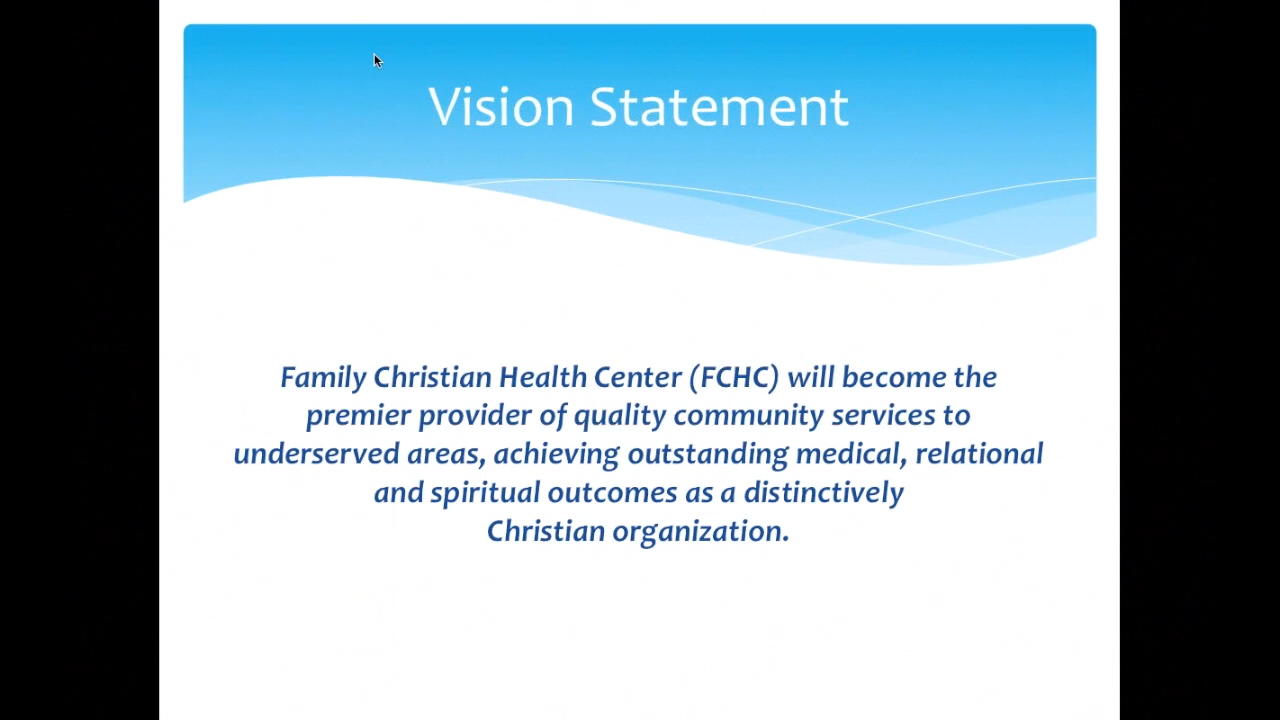 Vision Statement
Family Christian Health Center (FCHC) will become the
premier provider of quality community services to
underserved areas, achieving outstanding medical, relational
and spiritual outcomes as a distinctively
Christian organization.